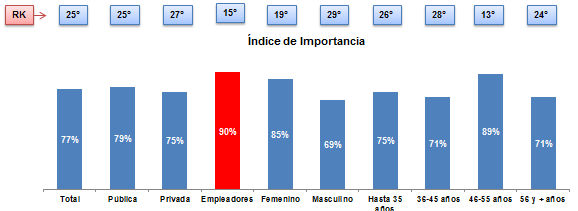 RK 25° 25° 27° 15° 19° 29° 26° 28° 13° 24°
Índice de Importancia
77% 79% 75% 90% 85% 69% 75% 71% 89% 71%
Total Pública Privada Empleadores Femenino Masculino Hasta 35 años 36-45 años 46-55 años 56 y + años